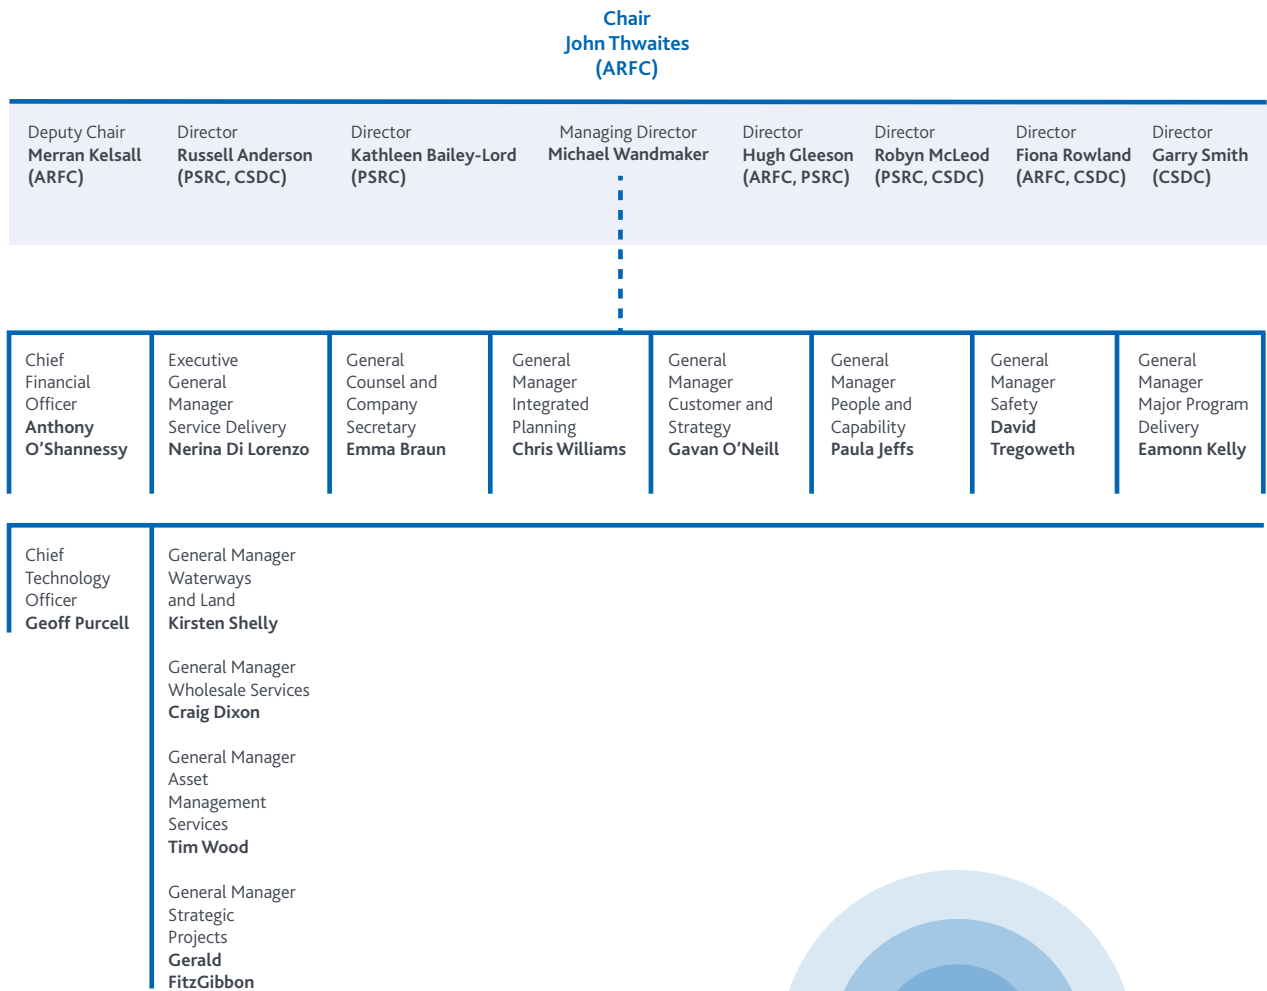 Chair
John Thwaites
(ARFC)
Deputy Chair
Merran Kelsall
(ARFC)
Director
Russell Anderson
(PSRC, CSDC)
Director
Kathleen Bailey-Lord
(PSRC)
Managing Director
Michael Wandmaker
Director
Hugh Gleeson
(ARFC, PSRC)
Director
Robyn McLeod
(PSRC, CSDC)
Director
Fiona Rowland
(ARFC, CSDC)
Director
Garry Smith
(CSDC)
Chief
Financial
Officer
Anthony
O’Shannessy
Executive
General
Manager
Service Delivery
Nerina Di Lorenzo
General
Counsel and
Company
Secretary
Emma Braun
General
Manager
Integrated
Planning
Chris Williams
General
Manager
Customer and
Strategy
Gavan O’Neill
General
Manager
People and
Capability
Paula Jeffs
General
Manager
Safety
David
Tregoweth
General
Manager
Major Program
Delivery
Eamonn Kelly
Chief
Technology
Officer
Geoff Purcell
General Manager
Waterways
and Land
Kirsten Shelly
General Manager
Wholesale Services
Craig Dixon
General Manager
Asset
Management
Services
Tim Wood
General Manager
Strategic
Projects
Gerald
FitzGibbon